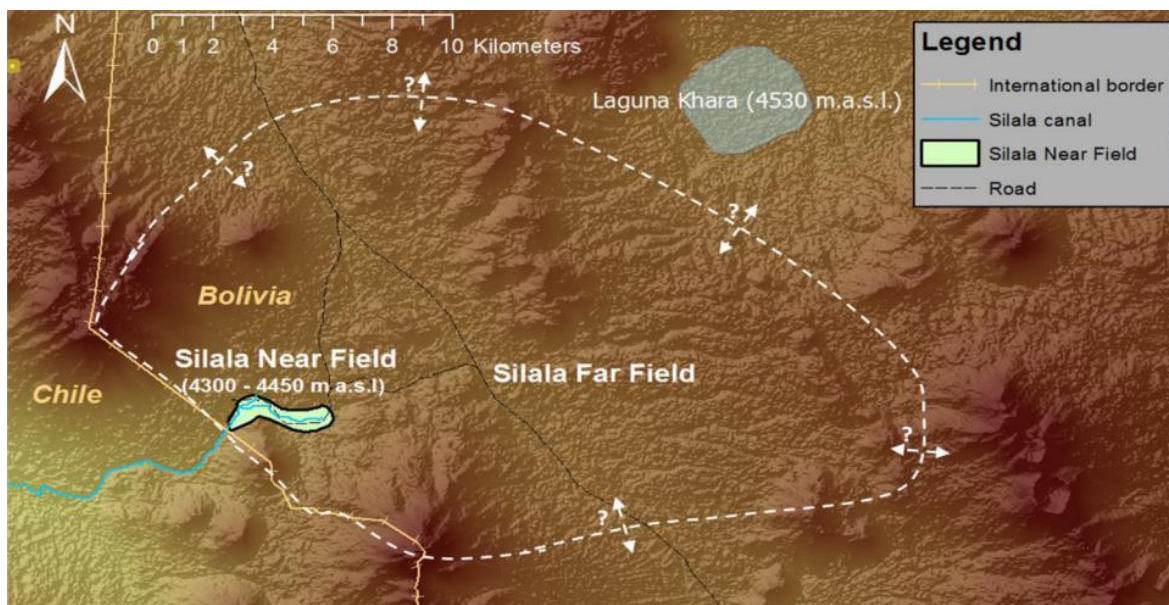 N
0 2 4 6 8 10 Kilometers
Legend
International border
Silala canal
Silala Near Field
Road
Laguna Khara (4530 m.a.s.l.)
?
?
?
Bolivia
Silala Near Field
(4300 - 4450 m.a.s.l)
Silala Far Field
Chile
?
?